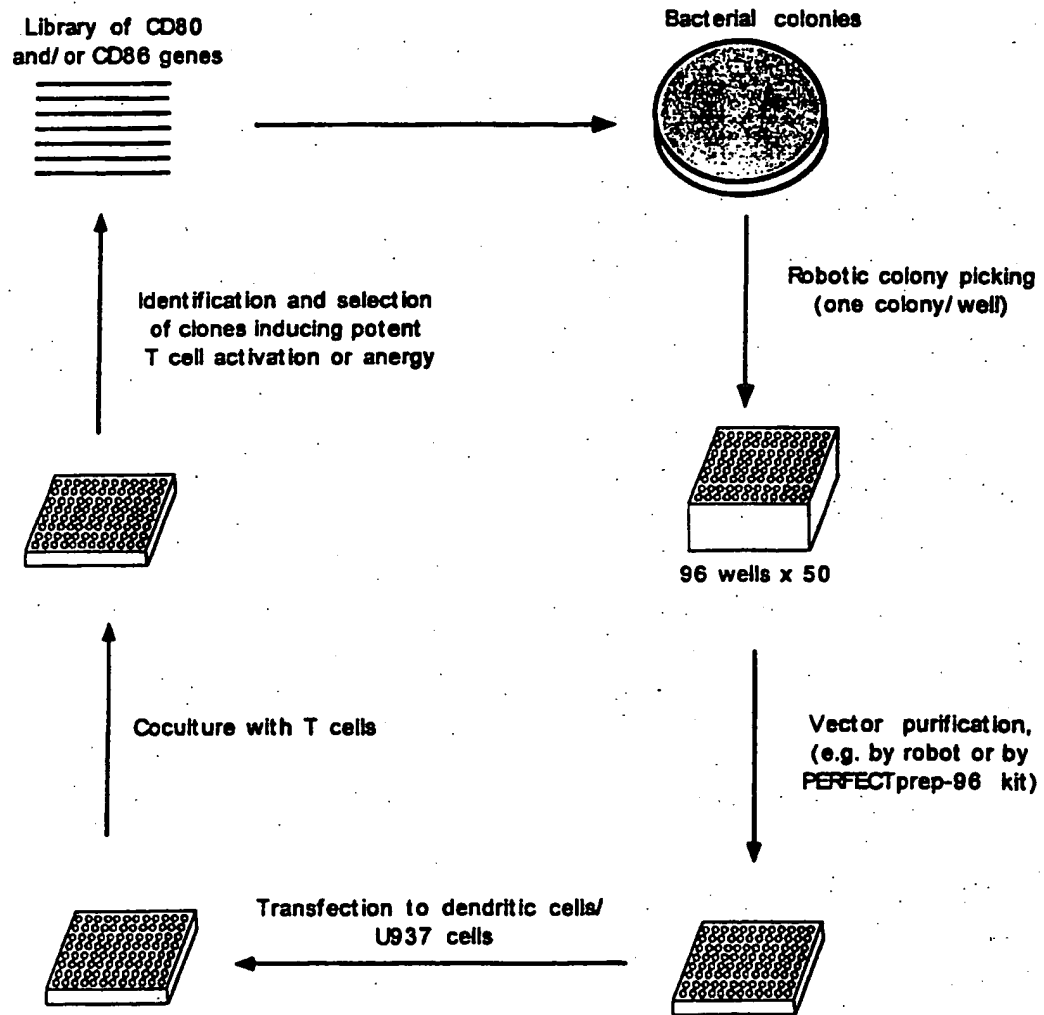 Library of CD80
and/or CD86 genes
Bacterial colonies
Robotic colony picking
(one colony/well)
96 wells x 50
Vector purification,
(e.g. by robot or by
PERFECTprep-96 kit)
Transfection to dendritic cells/
U937 cells
Coculture with T cells
Identification and selection
of clones inducing potent
T cell activation or anergy